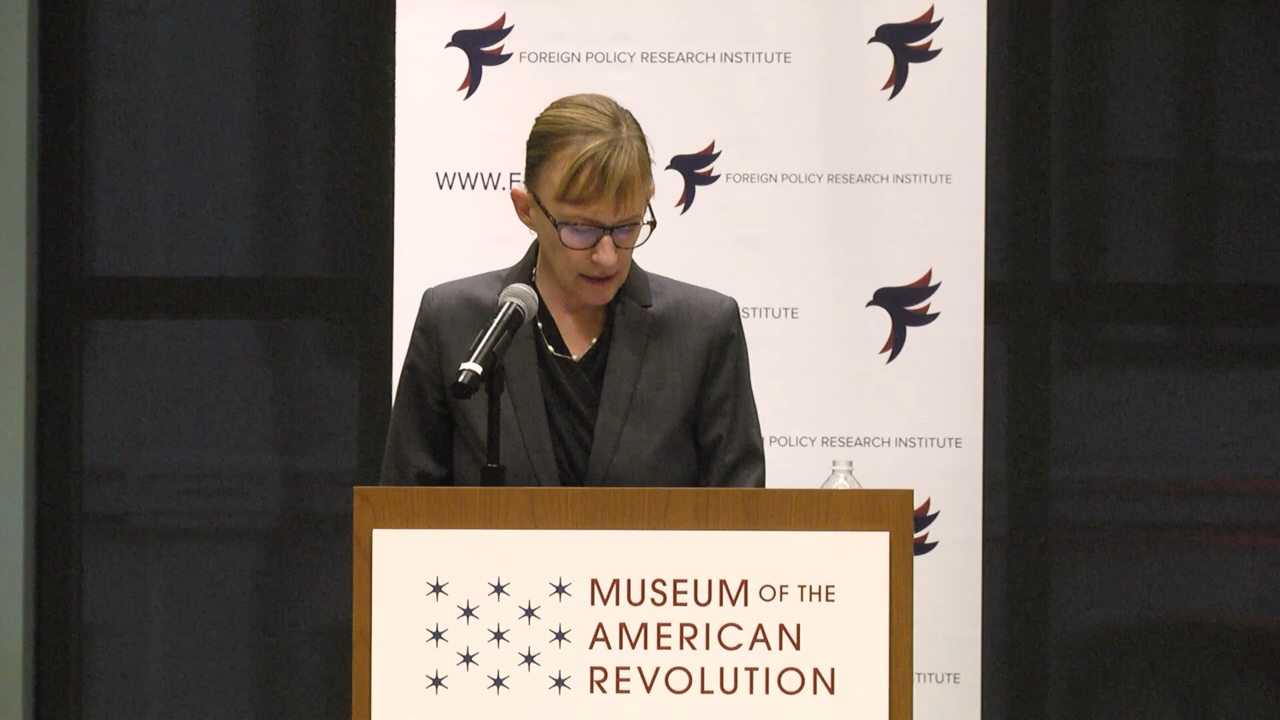 FOREIGN POLICY RESEARCH INSTITUTE
WWW.F
FOREIGN POLICY RESEARCH INSTITUTE
STITUTE
POLICY RESEARCH INSTITUTE
MUSEUM OF THE
AMERICAN
REVOLUTION
TITUTE